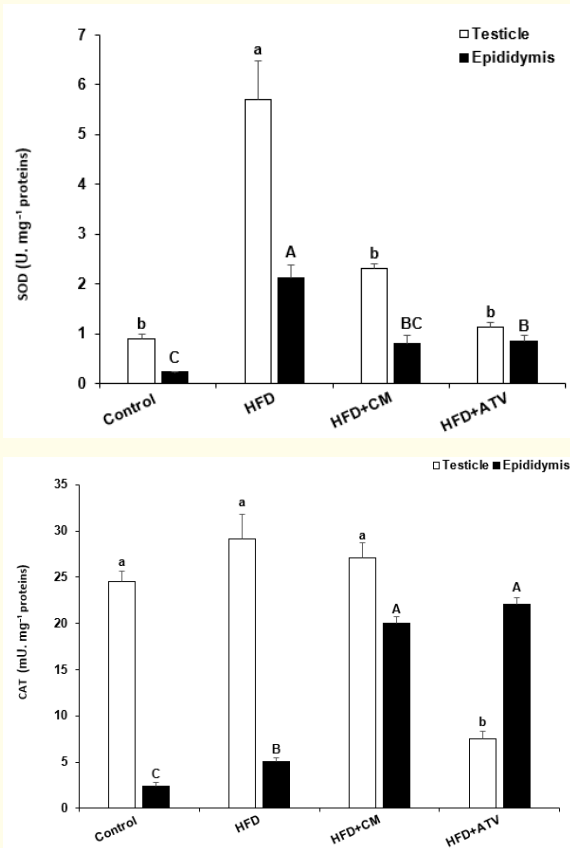 7
6
5
4
3
2
1
0
SOD (U. mg⁻¹ proteins)
Testicle
Epididymis
b
C
a
A
b
BC
b
B
Control
HFD
HFD+CM
HFD+ATV
Testicle Epididymis
35
30
25
20
15
10
5
0
CAT (mU. mg⁻¹ proteins)
a
C
a
B
a
A
b
A
Control
HFD
HFD+CM
HFD+ATV